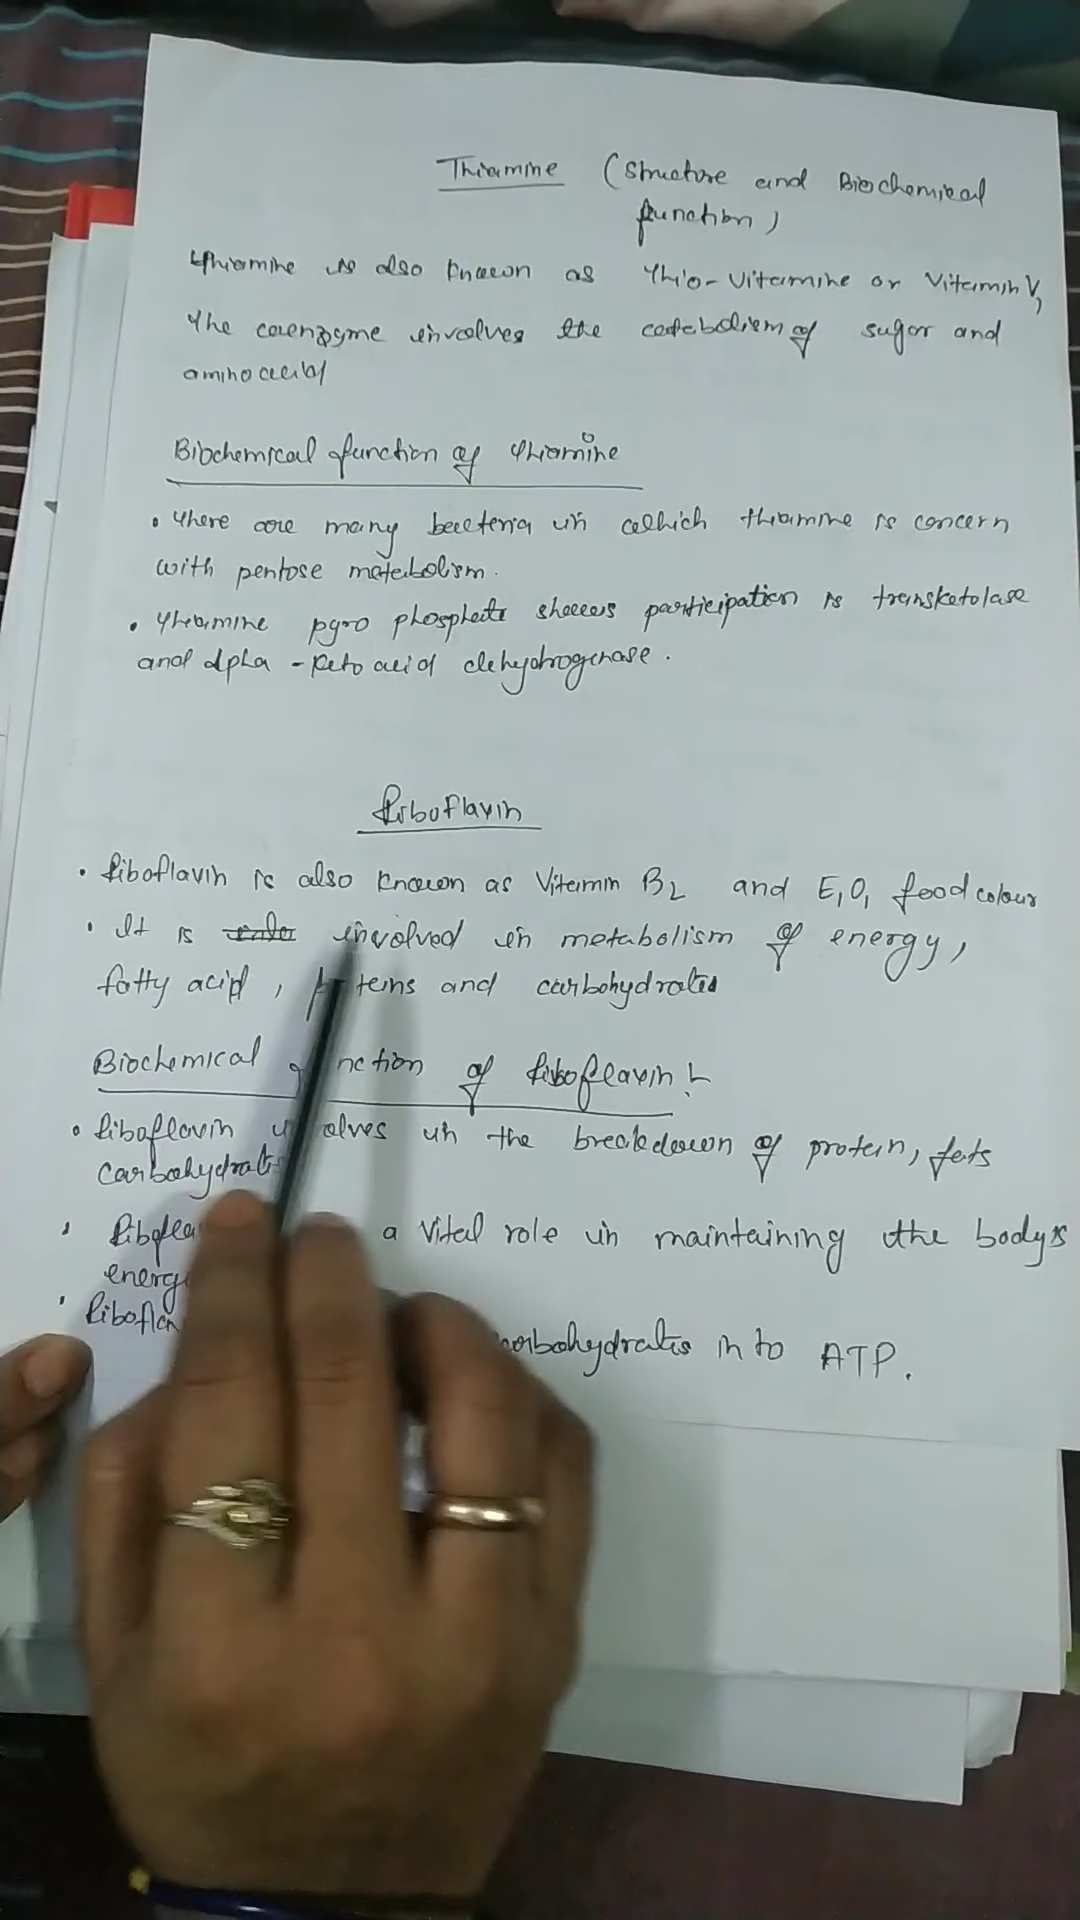 Thiamine (Structure and Biochemical
function)
Thiamine is also known as Thio-vitamine or Vitamin V,
The coenzyme involves the catabolism of sugar and
amino acid
Biochemical function of Thiamine
• There are many bacteria in which thiamine is concern
with pentose metabolism.
• Thiamine pyro phosphate shows participation is transketolase
and alpha - Keto acid dehydrogenase.
Riboflavin
• Riboflavin is also known as Vitamin B2 and E,O, food colour
• It is involved in metabolism of energy,
fatty acid, teins and carbohydrates
Biochemical nction of Riboflavin:-
• Riboflavin olves in the breakdown of protein, fats
carbohydrat
• Ribofla a vital role in maintaining the body's
energ
• Riboflav arbohydrates in to ATP.